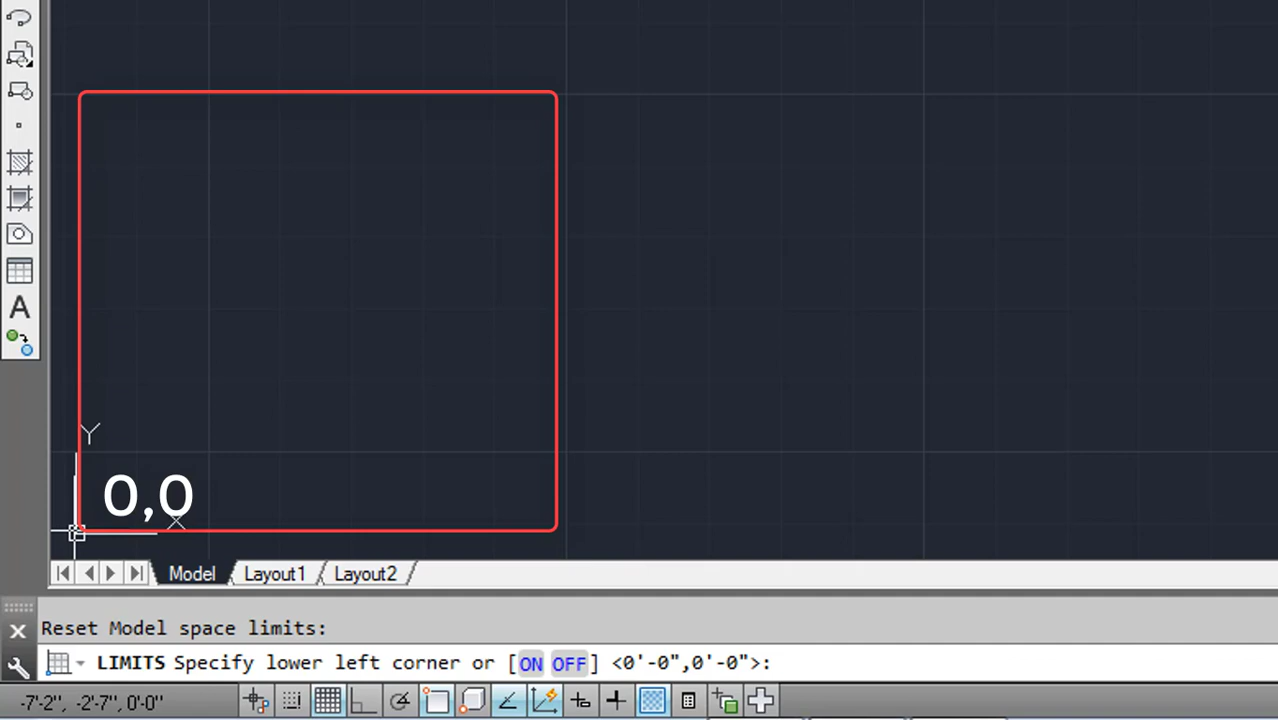 A
Y
0,0
X
Model Layout1 Layout2
Reset Model space limits:
LIMITS Specify lower left corner or [ON OFF] <0'-0",0'-0">:
-7'-2", -2'-7", 0'-0"